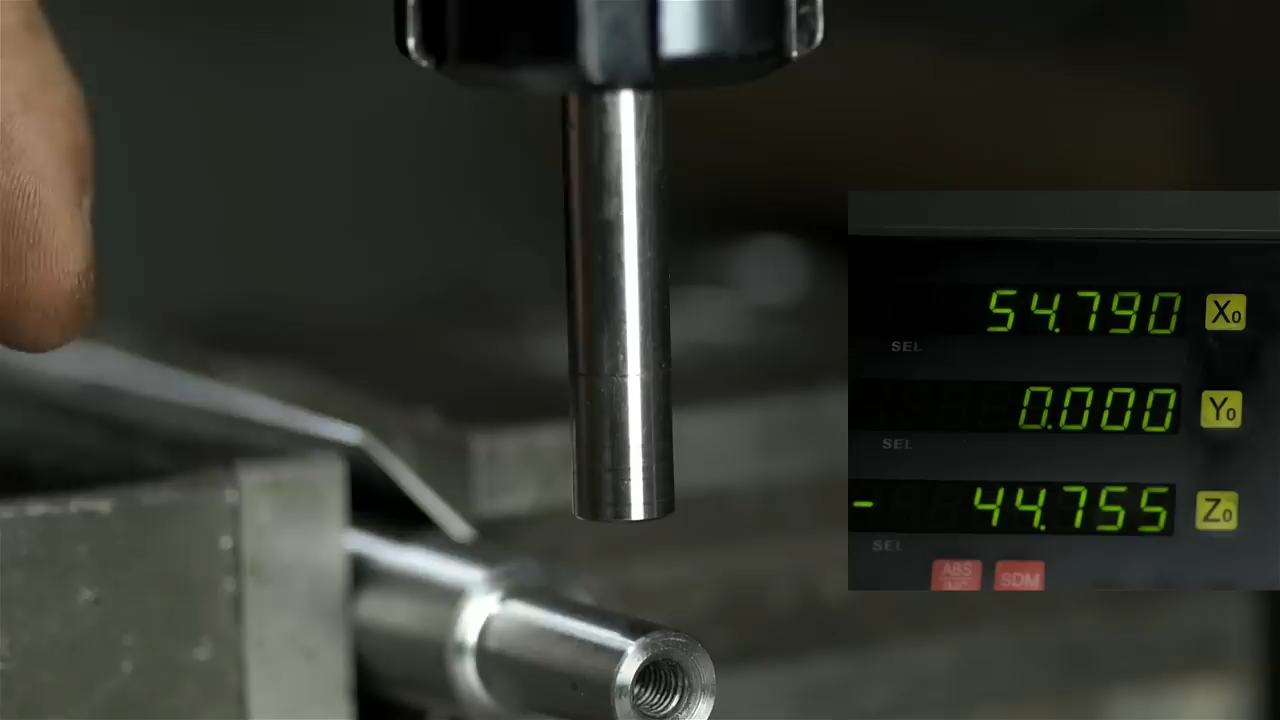 54.790 X0
SEL
0.000 Y0
SEL
- 44.755 Z0
SEL
ABS SDM
INC